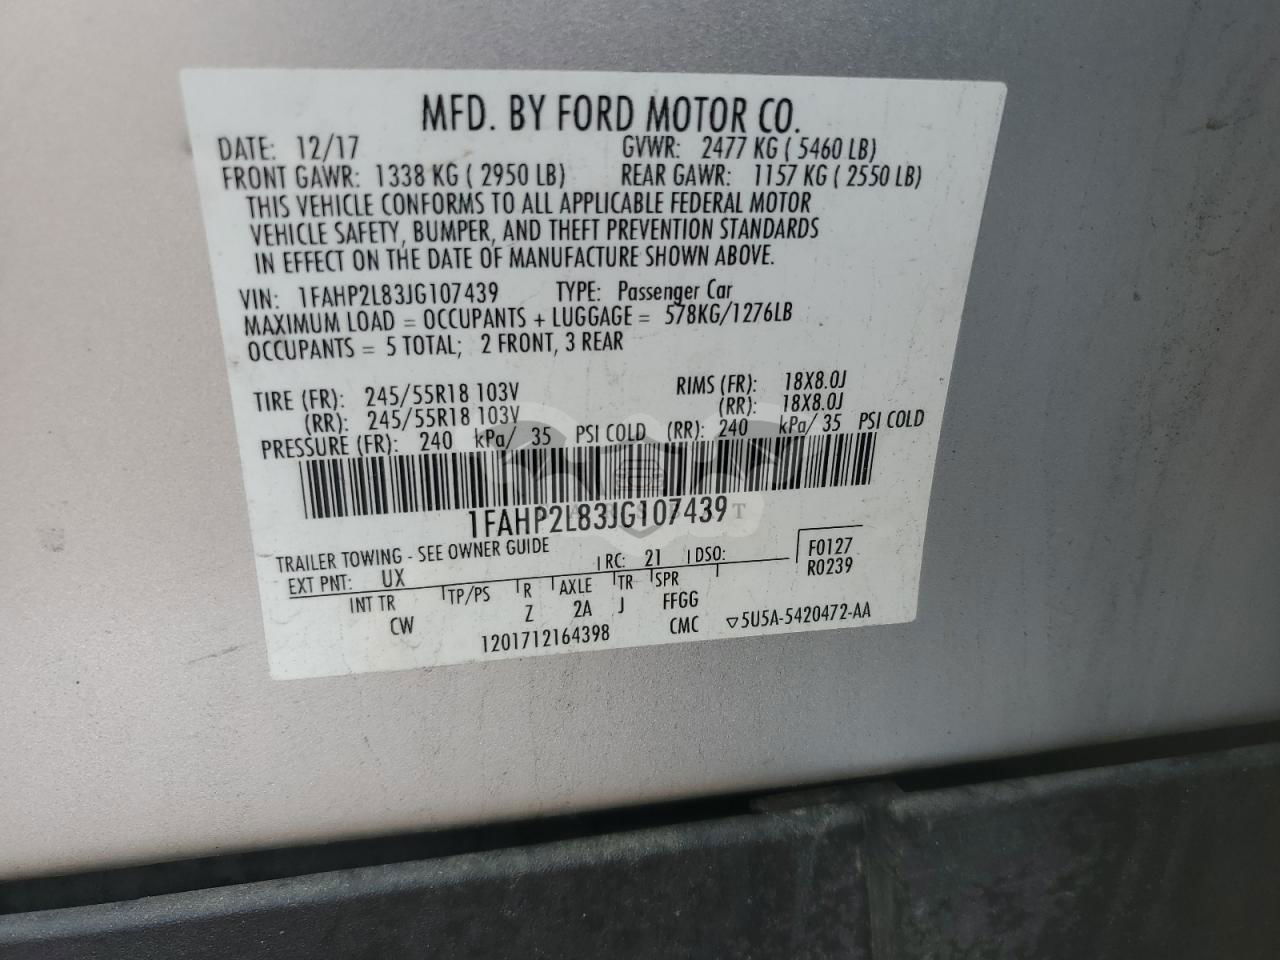 MFD. BY FORD MOTOR CO.
DATE: 12/17 GVWR: 2477 KG ( 5460 LB)
FRONT GAWR: 1338 KG ( 2950 LB) REAR GAWR: 1157 KG ( 2550 LB)
THIS VEHICLE CONFORMS TO ALL APPLICABLE FEDERAL MOTOR
VEHICLE SAFETY, BUMPER, AND THEFT PREVENTION STANDARDS
IN EFFECT ON THE DATE OF MANUFACTURE SHOWN ABOVE.
VIN: 1FAHP2L83JG107439 TYPE: Passenger Car
MAXIMUM LOAD = OCCUPANTS + LUGGAGE = 578KG/1276LB
OCCUPANTS = 5 TOTAL; 2 FRONT, 3 REAR
TIRE (FR): 245/55R18 103V RIMS (FR): 18X8.0J
(RR): 245/55R18 103V (RR): 18X8.0J
PRESSURE (FR): 240 kPa/ 35 PSI COLD (RR): 240 kPa/ 35 PSI COLD
1FAHP2L83JG107439
TRAILER TOWING - SEE OWNER GUIDE
EXT PNT: UX RC: 21 DSO: F0127
R0239
INT TR TP/PS R AXLE TR SPR
CW Z 2A J FFGG
1201712164398 CMC ▽5U5A-5420472-AA